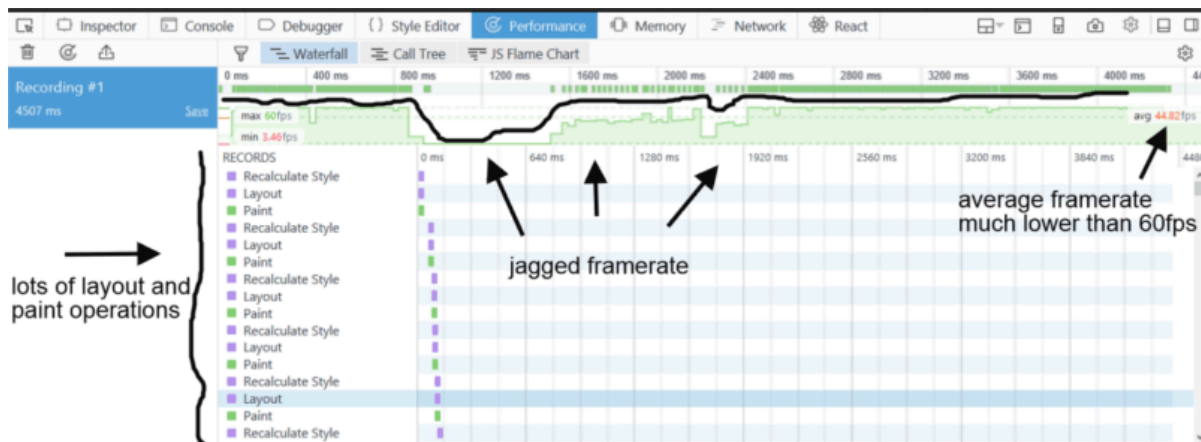 Inspector Console Debugger {} Style Editor Performance Memory Network React
Waterfall Call Tree JS Flame Chart
Recording #1
4507 ms Save
0 ms 400 ms 800 ms 1200 ms 1600 ms 2000 ms 2400 ms 2800 ms 3200 ms 3600 ms 4000 ms 44
max 60fps
avg 44.82fps
min 3.46fps
RECORDS 0 ms 640 ms 1280 ms 1920 ms 2560 ms 3200 ms 3840 ms 448
Recalculate Style
Layout
Paint
Recalculate Style
Layout
Paint
Recalculate Style
Layout
Paint
Recalculate Style
Layout
Paint
Recalculate Style
Layout
Paint
Recalculate Style
lots of layout and
paint operations
jagged framerate
average framerate
much lower than 60fps